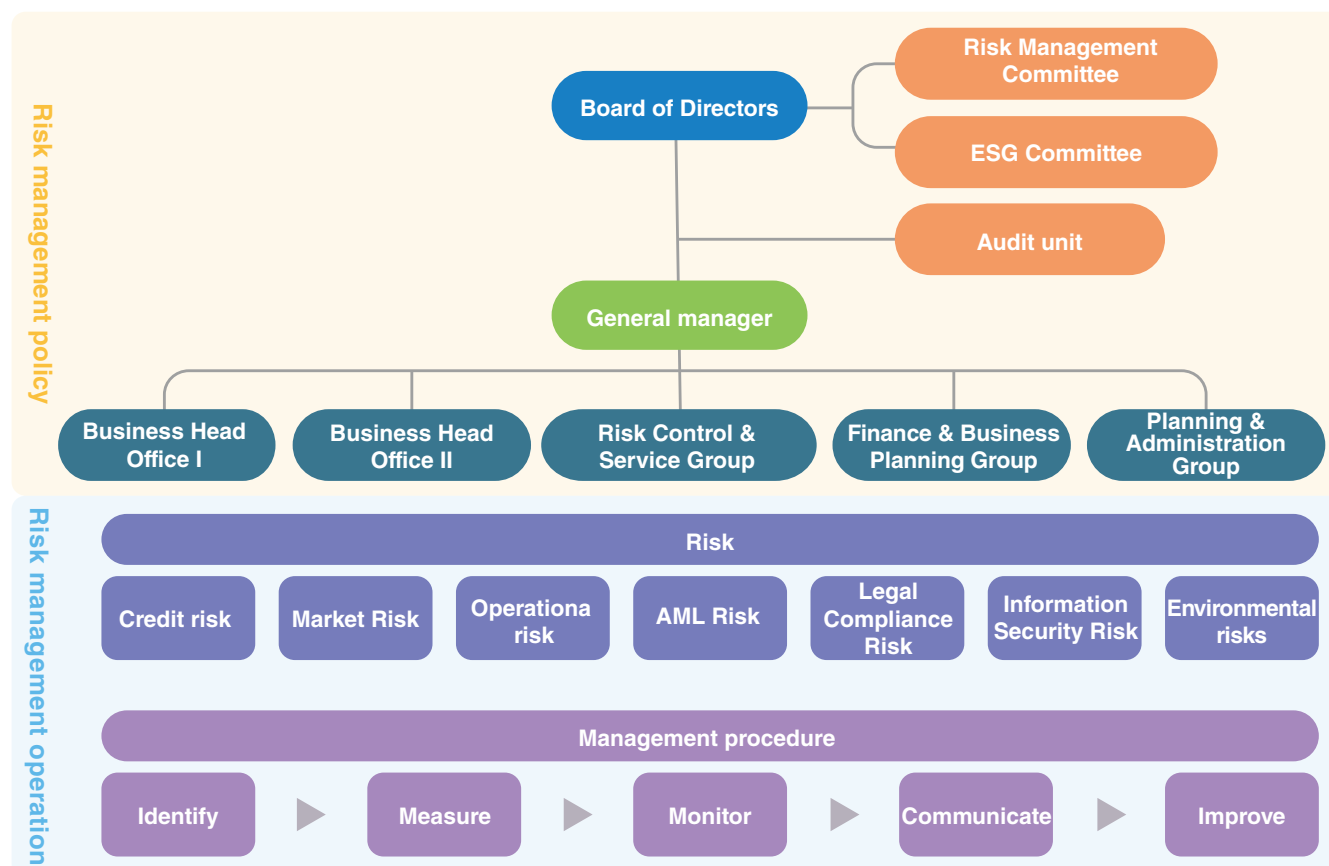 Risk management policy
Board of Directors
Risk Management
Committee
ESG Committee
Audit unit
General manager
Business Head
Office I
Business Head
Office II
Risk Control &
Service Group
Finance & Business
Planning Group
Planning &
Administration
Group
Risk management operation
Risk
Credit risk
Market Risk
Operationa
risk
AML Risk
Legal
Compliance
Risk
Information
Security Risk
Environmental
risks
Management procedure
Identify
Measure
Monitor
Communicate
Improve